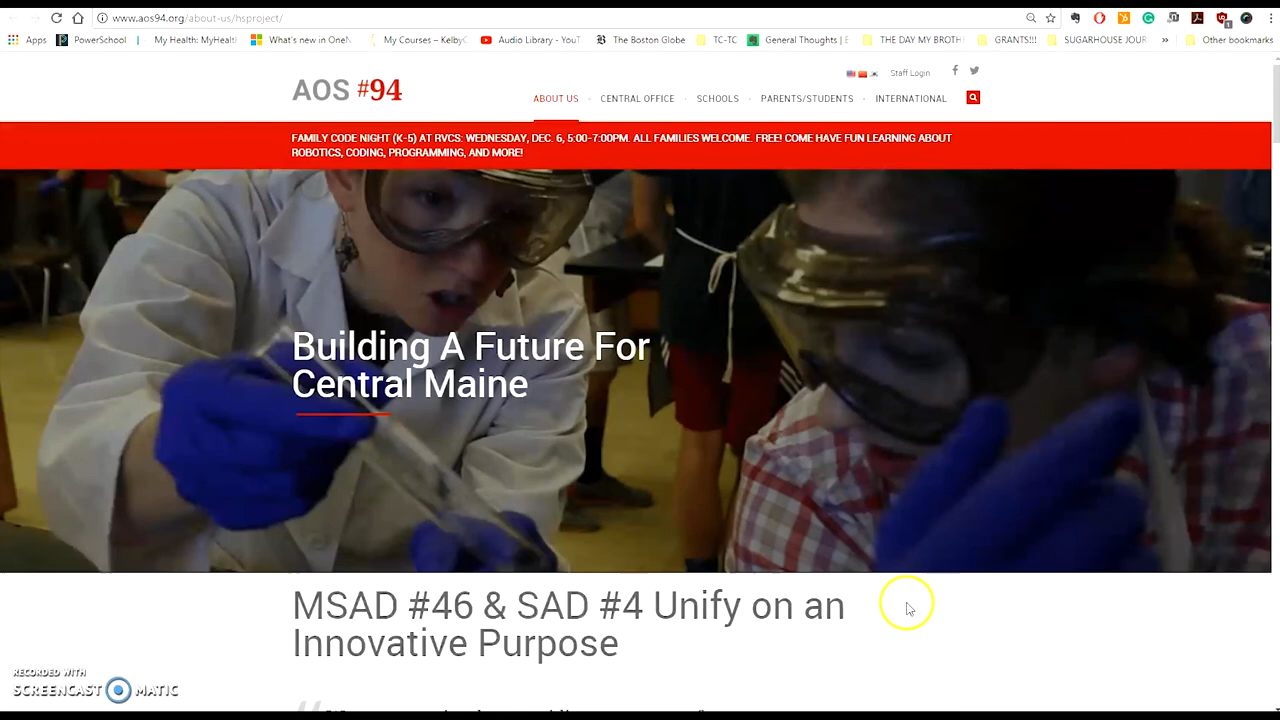 www.aos94.org/about-us/hsproject/
Apps PowerSchool My Health: MyHealth What's new in OneN My Courses – Kelby Audio Library - YouT The Boston Globe TC-TC General Thoughts | E THE DAY MY BROTH GRANTS!!! SUGARHOUSE JOUR » Other bookmarks
Staff Login
AOS #94
ABOUT US CENTRAL OFFICE SCHOOLS PARENTS/STUDENTS INTERNATIONAL
FAMILY CODE NIGHT (K-5) AT RVCS: WEDNESDAY, DEC. 6, 5:00-7:00PM. ALL FAMILIES WELCOME. FREE! COME HAVE FUN LEARNING ABOUT
ROBOTICS, CODING, PROGRAMMING, AND MORE!
Building A Future For
Central Maine
MSAD #46 & SAD #4 Unify on an
Innovative Purpose
RECORDED WITH
SCREENCAST MATIC